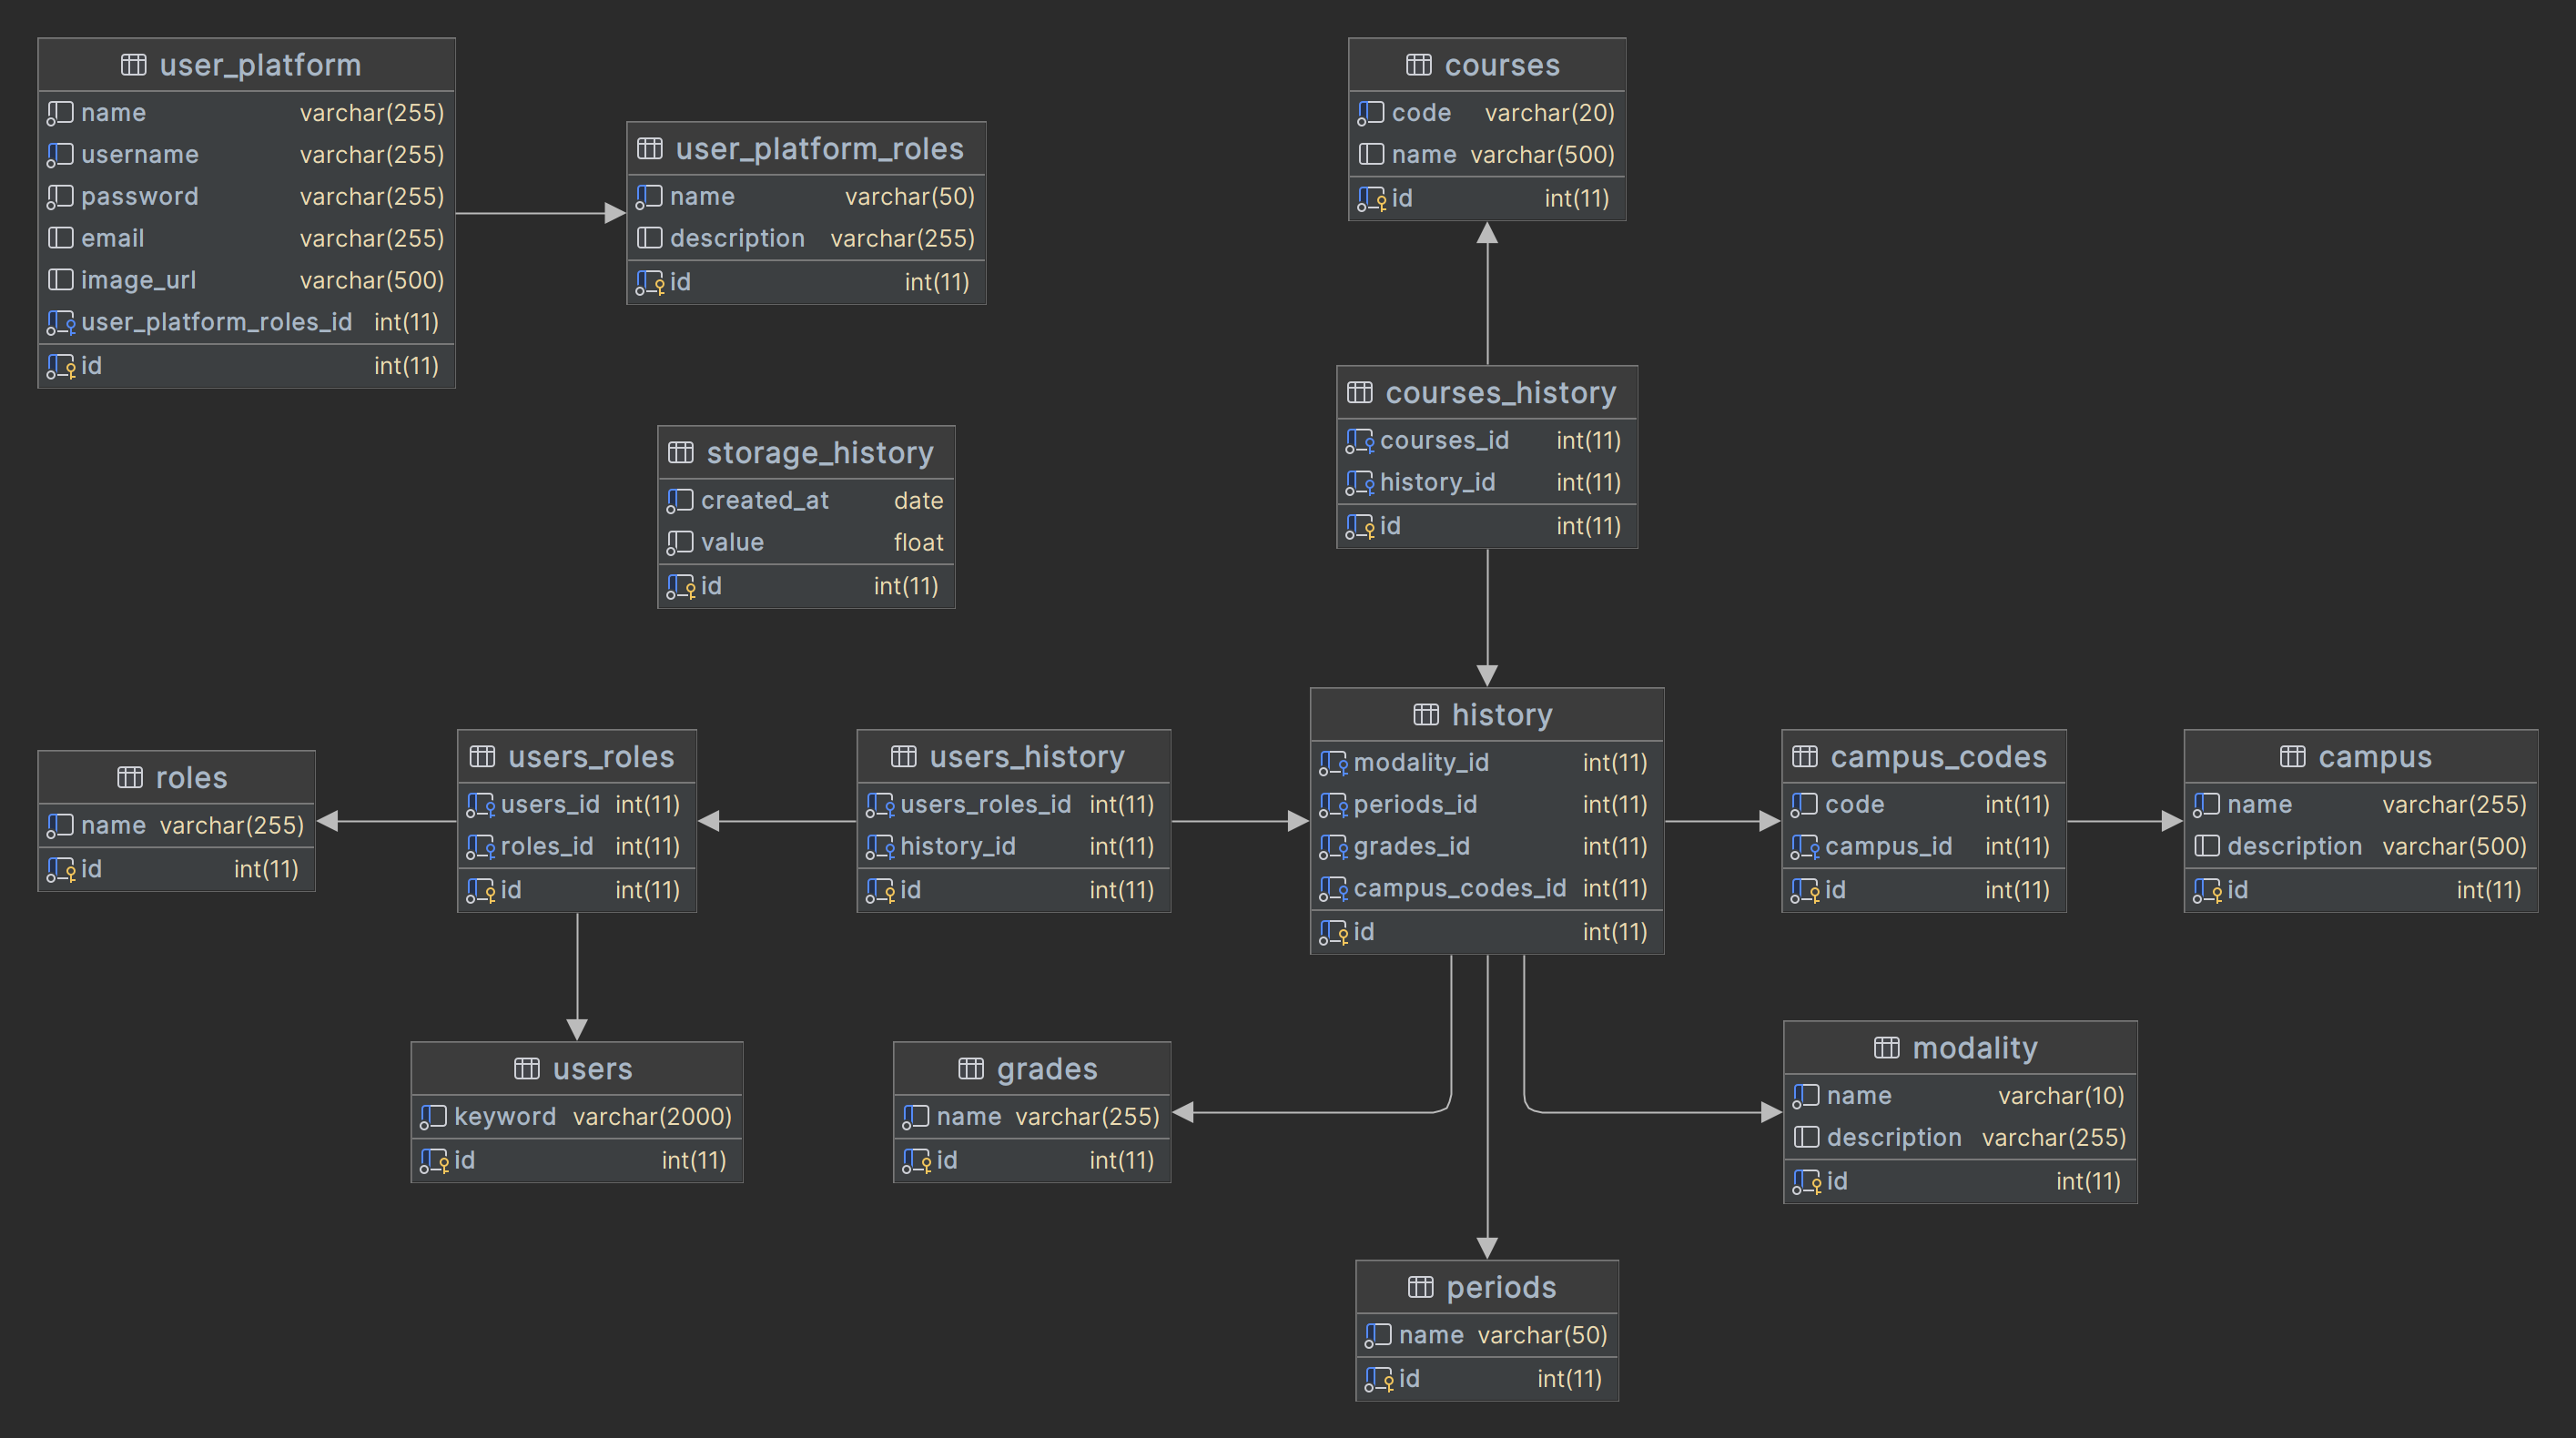 user_platform
name varchar(255)
username varchar(255)
password varchar(255)
email varchar(255)
image_url varchar(500)
user_platform_roles_id int(11)
id int(11)
user_platform_roles
name varchar(50)
description varchar(255)
id int(11)
courses
code varchar(20)
name varchar(500)
id int(11)
courses_history
courses_id int(11)
history_id int(11)
id int(11)
storage_history
created_at date
value float
id int(11)
roles
name varchar(255)
id int(11)
users_roles
users_id int(11)
roles_id int(11)
id int(11)
users_history
users_roles_id int(11)
history_id int(11)
id int(11)
history
modality_id int(11)
periods_id int(11)
grades_id int(11)
campus_codes_id int(11)
id int(11)
campus_codes
code int(11)
campus_id int(11)
id int(11)
campus
name varchar(255)
description varchar(500)
id int(11)
users
keyword varchar(2000)
id int(11)
grades
name varchar(255)
id int(11)
modality
name varchar(10)
description varchar(255)
id int(11)
periods
name varchar(50)
id int(11)